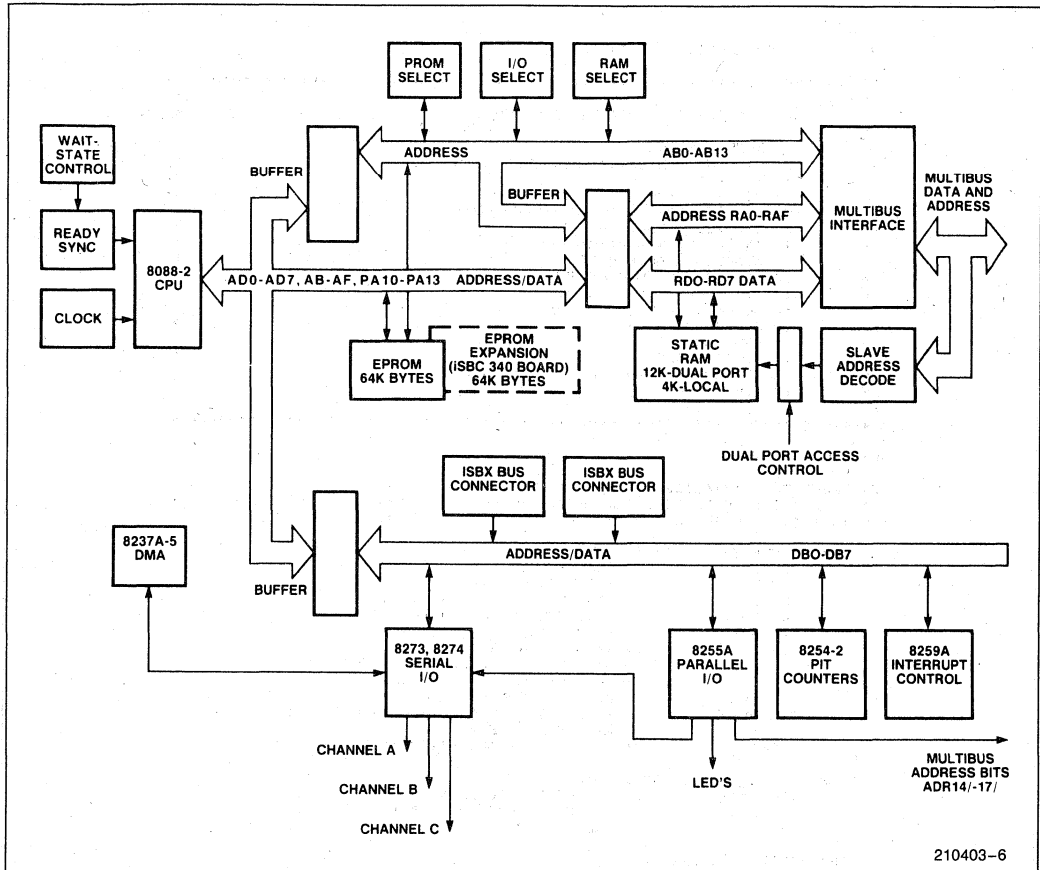 PROM
SELECT
I/O
SELECT
RAM
SELECT
WAIT-
STATE
CONTROL
BUFFER
ADDRESS
AB0-AB13
MULTIBUS
DATA AND
ADDRESS
BUFFER
READY
SYNC
8088-2
CPU
ADDRESS RA0-RAF
MULTIBUS
INTERFACE
AD0-AD7, AB-AF, PA10-PA13
ADDRESS/DATA
RDO-RD7 DATA
CLOCK
EPROM
64K BYTES
EPROM
EXPANSION
(iSBC 340 BOARD)
64K BYTES
STATIC
RAM
12K-DUAL PORT
4K-LOCAL
SLAVE
ADDRESS
DECODE
DUAL PORT ACCESS
CONTROL
ISBX BUS
CONNECTOR
ISBX BUS
CONNECTOR
8237A-5
DMA
BUFFER
ADDRESS/DATA
DBO-DB7
8273, 8274
SERIAL
I/O
8255A
PARALLEL
I/O
8254-2
PIT
COUNTERS
8259A
INTERRUPT
CONTROL
CHANNEL A
CHANNEL B
CHANNEL C
LED'S
MULTIBUS
ADDRESS BITS
ADR14/-17/
210403-6